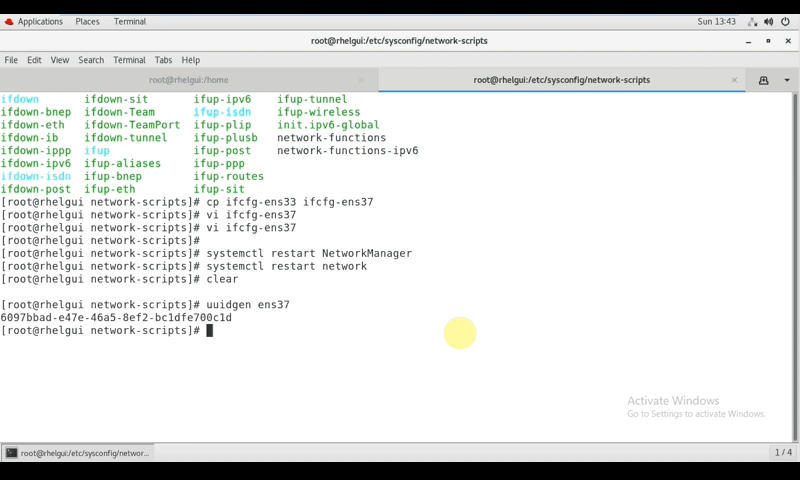 Applications Places Terminal Sun 13:43
root@rhelgui:/etc/sysconfig/network-scripts
File Edit View Search Terminal Tabs Help
root@rhelgui:/home root@rhelgui:/etc/sysconfig/network-scripts
ifdown ifdown-sit ifup-ipv6 ifup-tunnel
ifdown-bnep ifdown-Team ifup-isdn ifup-wireless
ifdown-eth ifdown-TeamPort ifup-plip init.ipv6-global
ifdown-ib ifdown-tunnel ifup-plusb network-functions
ifdown-ippp ifup ifup-post network-functions-ipv6
ifdown-ipv6 ifup-aliases ifup-ppp
ifdown-isdn ifup-bnep ifup-routes
ifdown-post ifup-eth ifup-sit
[root@rhelgui network-scripts]# cp ifcfg-ens33 ifcfg-ens37
[root@rhelgui network-scripts]# vi ifcfg-ens37
[root@rhelgui network-scripts]# vi ifcfg-ens37
[root@rhelgui network-scripts]#
[root@rhelgui network-scripts]# systemctl restart NetworkManager
[root@rhelgui network-scripts]# systemctl restart network
[root@rhelgui network-scripts]# clear
[root@rhelgui network-scripts]# uuidgen ens37
6097bbad-e47e-46a5-8ef2-bc1dfe700c1d
[root@rhelgui network-scripts]#
Activate Windows
Go to Settings to activate Windows.
root@rhelgui:/etc/sysconfig/networ... 1 / 4